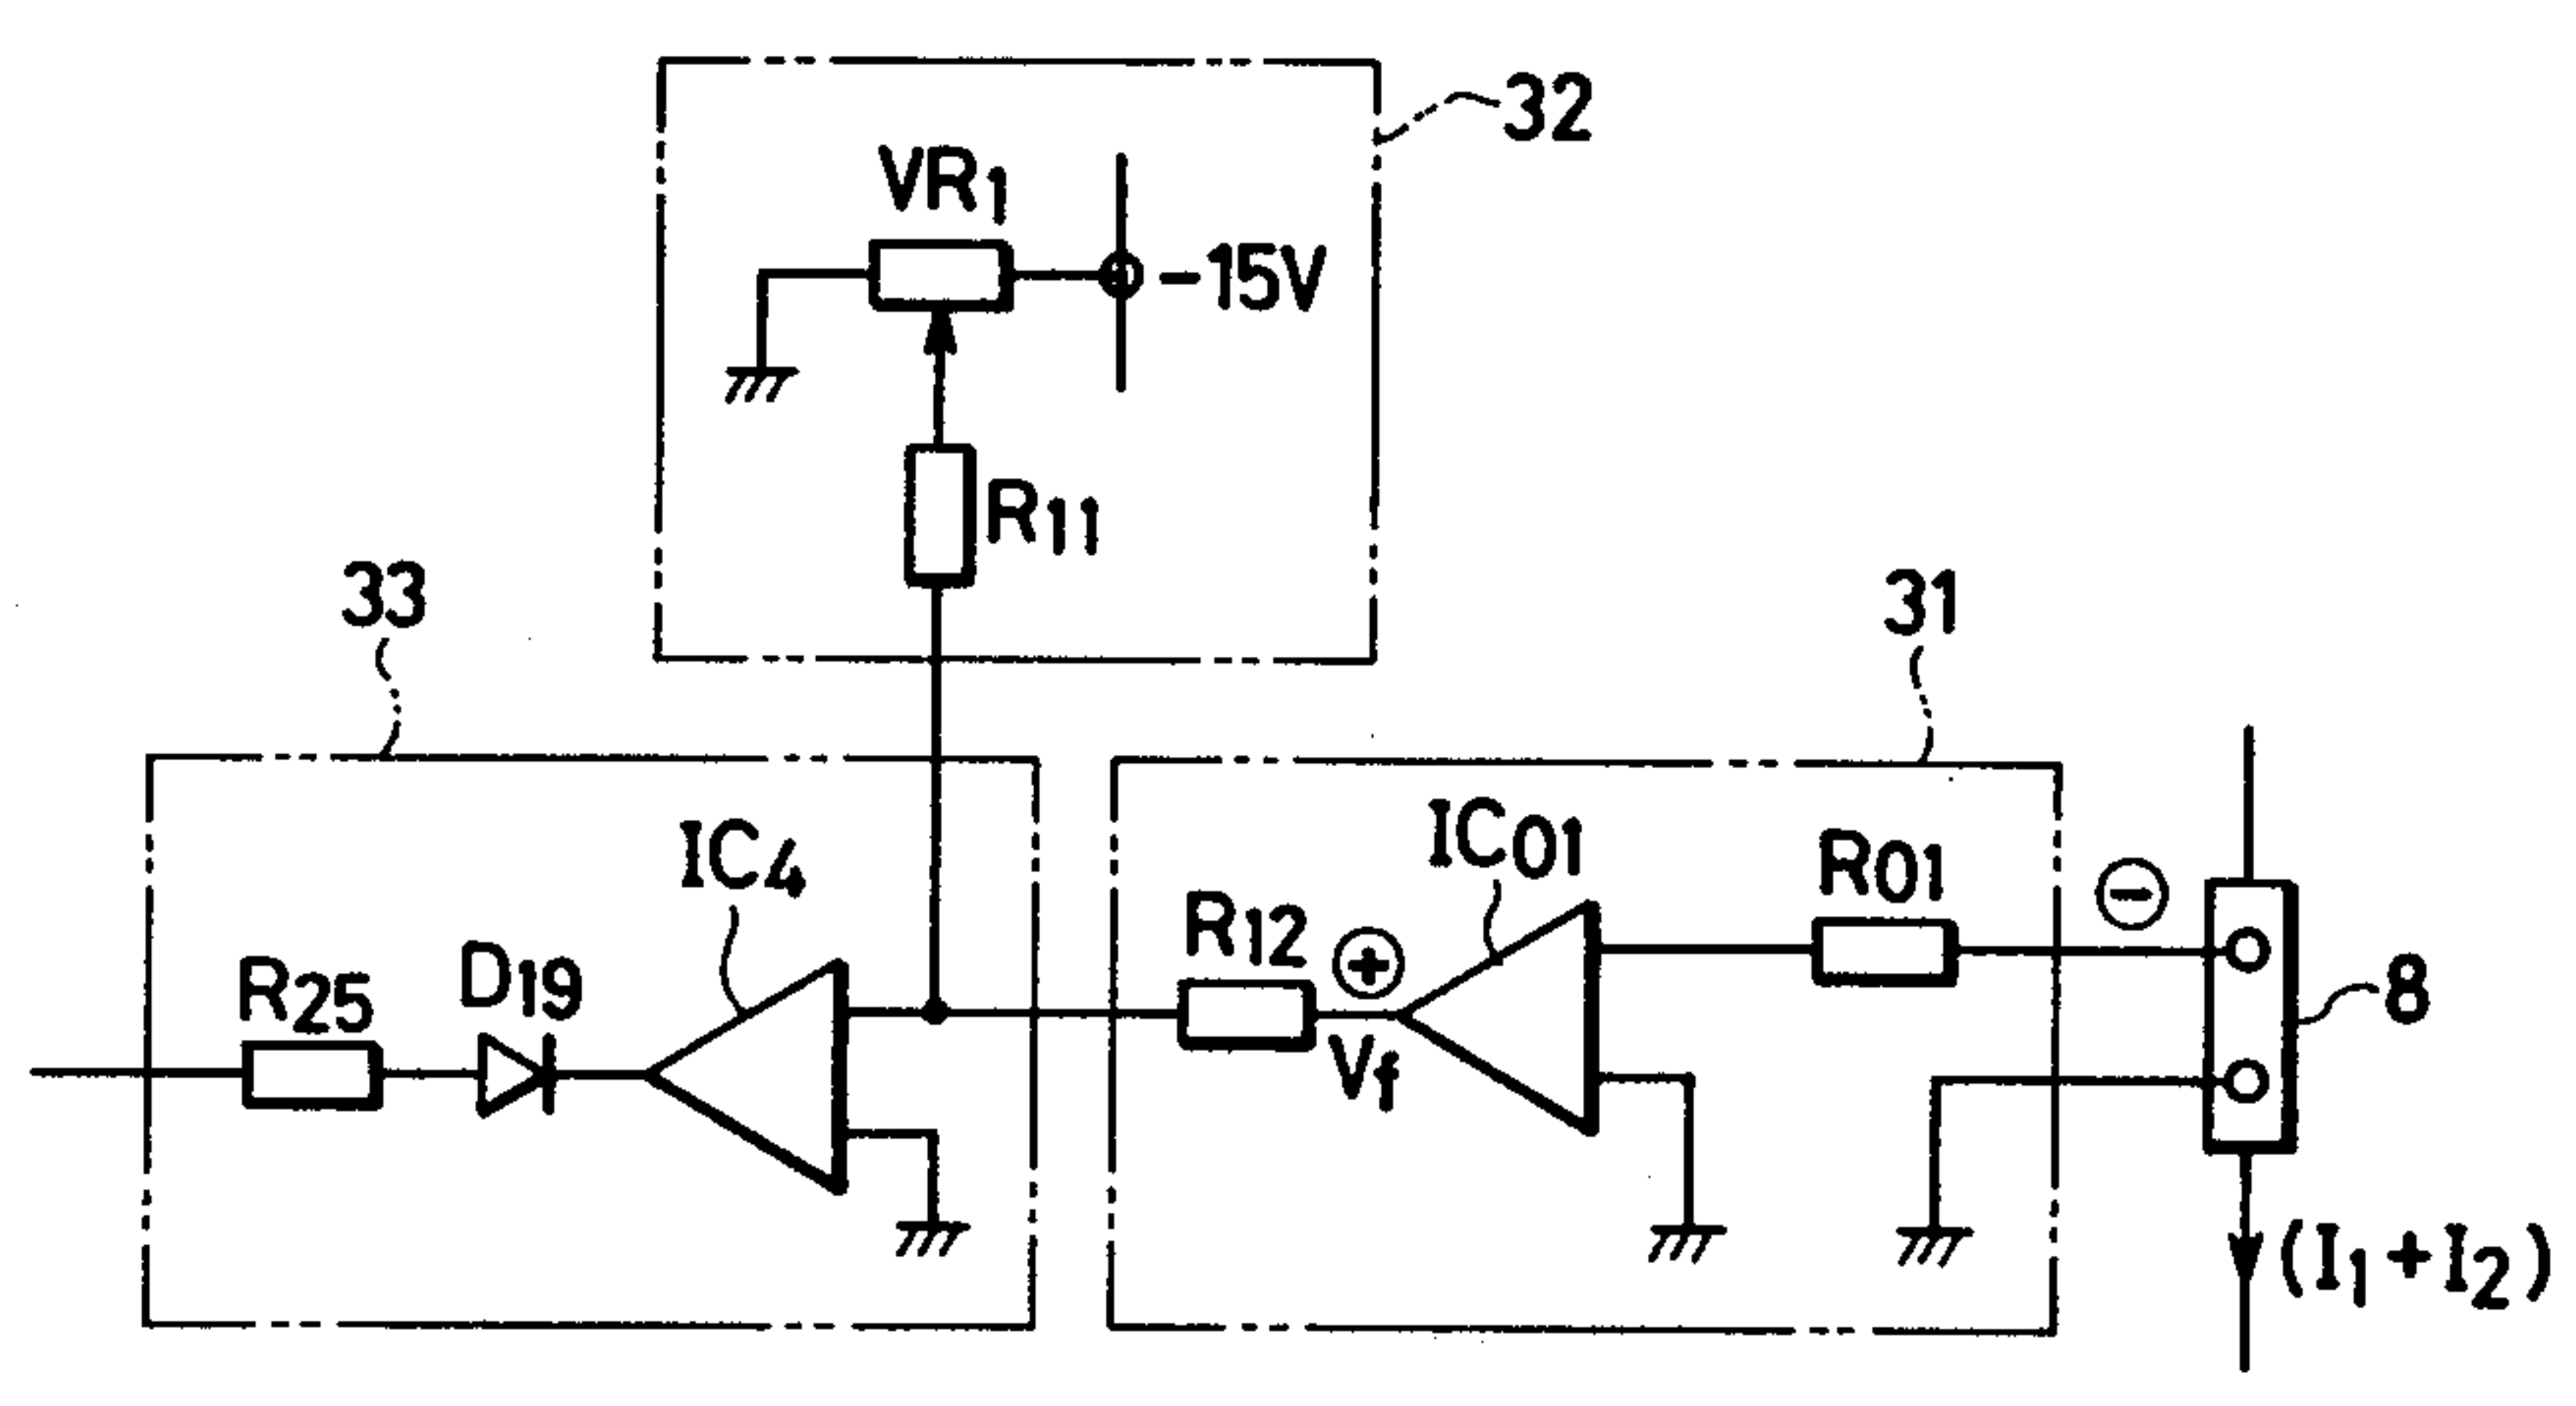 32
VR1
-15V
R11
33
31
IC4
IC01
R01
⊖
R12
⊕
D19
R25
Vf
8
(I1+I2)